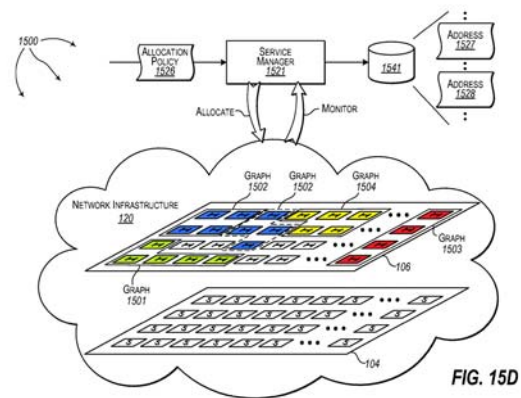 1500
ALLOCATION
POLICY
1526
SERVICE
MANAGER
1521
1541
ADDRESS
1527
ADDRESS
1528
ALLOCATE
MONITOR
GRAPH
1502
GRAPH
1502
GRAPH
1504
NETWORK INFRASTRUCTURE
120
GRAPH
1503
106
GRAPH
1501
S S S S S S S S
S S S S S S S S
S S S S S S S S
S S S S S S S S
104
FIG. 15D